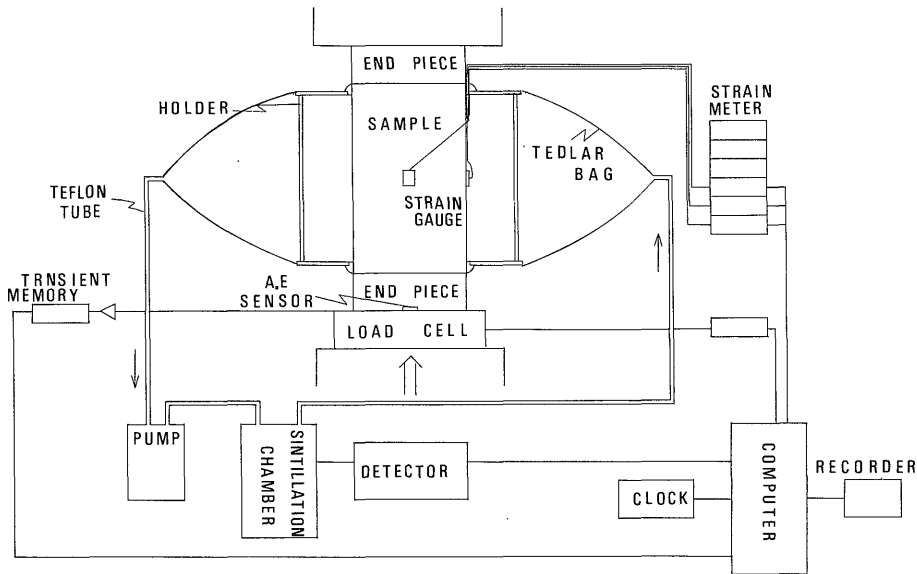 END PIECE
HOLDER
SAMPLE
STRAIN
METER
TEDLAR
BAG
STRAIN
GAUGE
TEFLON
TUBE
A.E
SENSOR
END PIECE
TRNSIENT
MEMORY
LOAD CELL
PUMP
SINTILLATION
CHAMBER
DETECTOR
CLOCK
COMPUTER
RECORDER